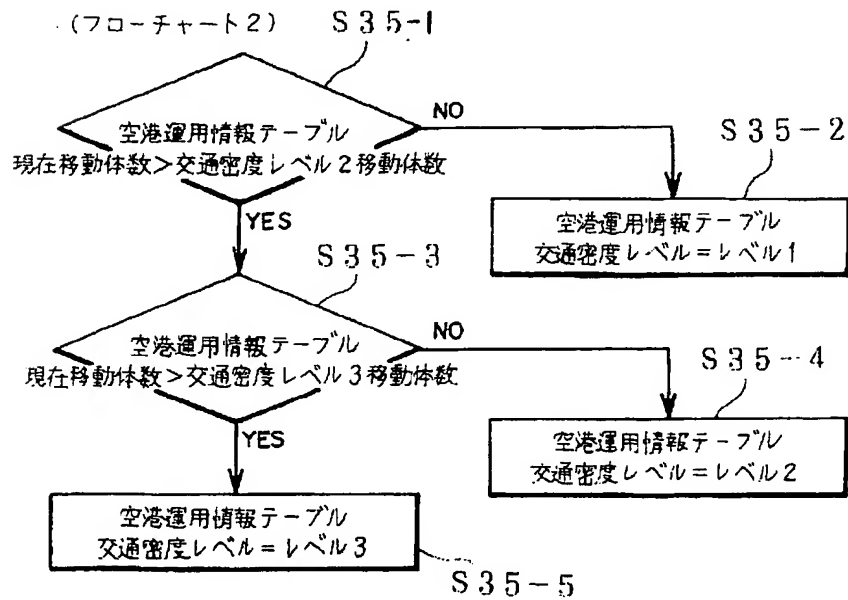 (フローチャート2)
S35-1
空港運用情報テーブル
現在移動体数>交通密度レベル2移動体数
NO
S35-2
空港運用情報テーブル
交通密度レベル=レベル1
YES
S35-3
空港運用情報テーブル
現在移動体数>交通密度レベル3移動体数
NO
S35-4
空港運用情報テーブル
交通密度レベル=レベル2
YES
空港運用情報テーブル
交通密度レベル=レベル3
S35-5